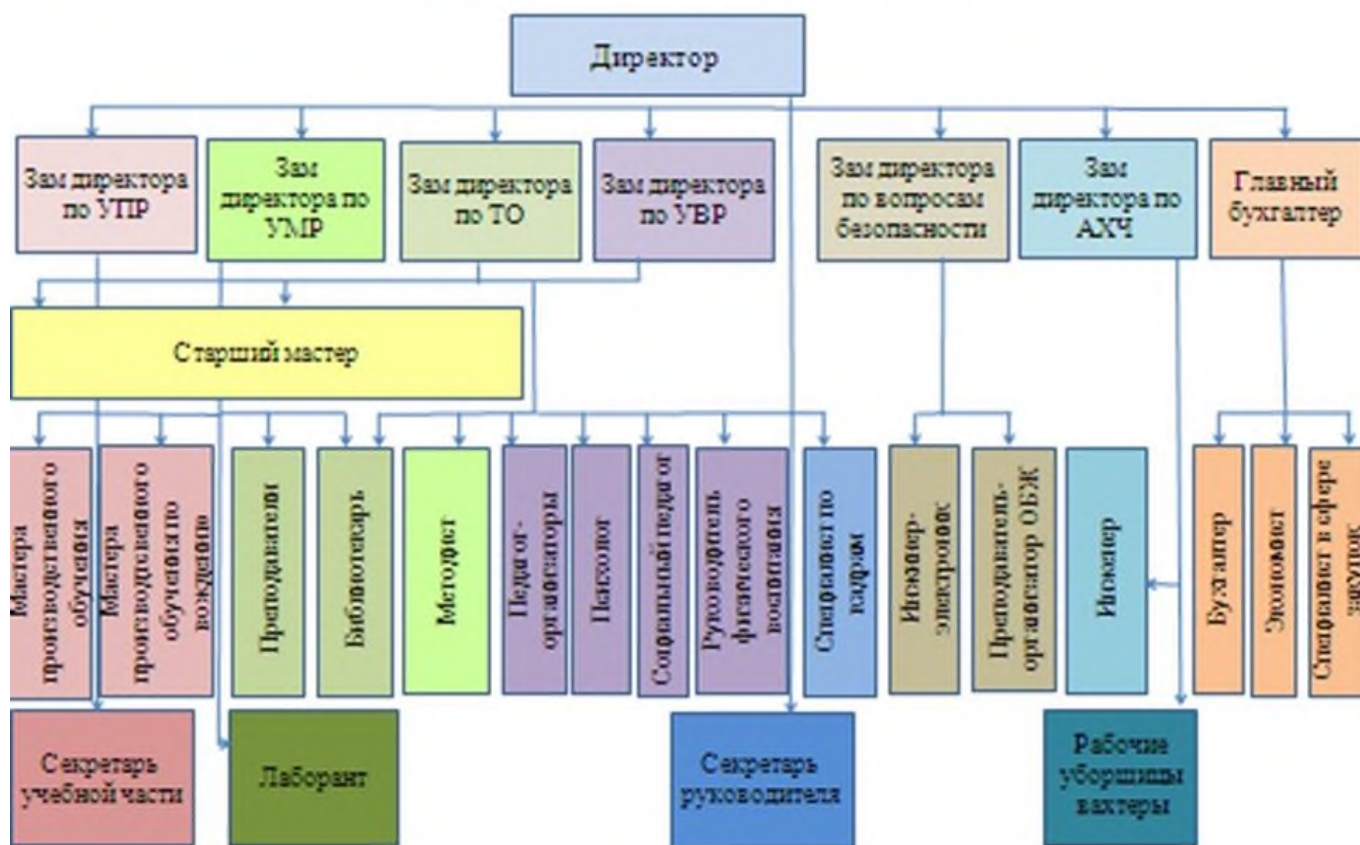 Директор
Зам директора
по УПР
Зам
директора по
УМР
Зам директора
по ТО
Зам директора
по УВР
Зам директора
по вопросам
безопасности
Зам
директора по
АХЧ
Главный
бухгалтер
Старший мастер
Мастера
производственного
обучения
Мастера
производственного
обучения по
вождению
Преподаватели
Библиотекарь
Методист
Педагог-
организаторы
Психолог
Социальный педагог
Руководитель
физического
воспитания
Специалист по
кадрам
Инженер-
электроник
Преподаватель-
организатор ОБЖ
Инженер
Бухгалтер
Экономист
Специалист в сфере
закупок
Секретарь
учебной части
Лаборант
Секретарь
руководителя
Рабочие
уборщицы
вахтеры